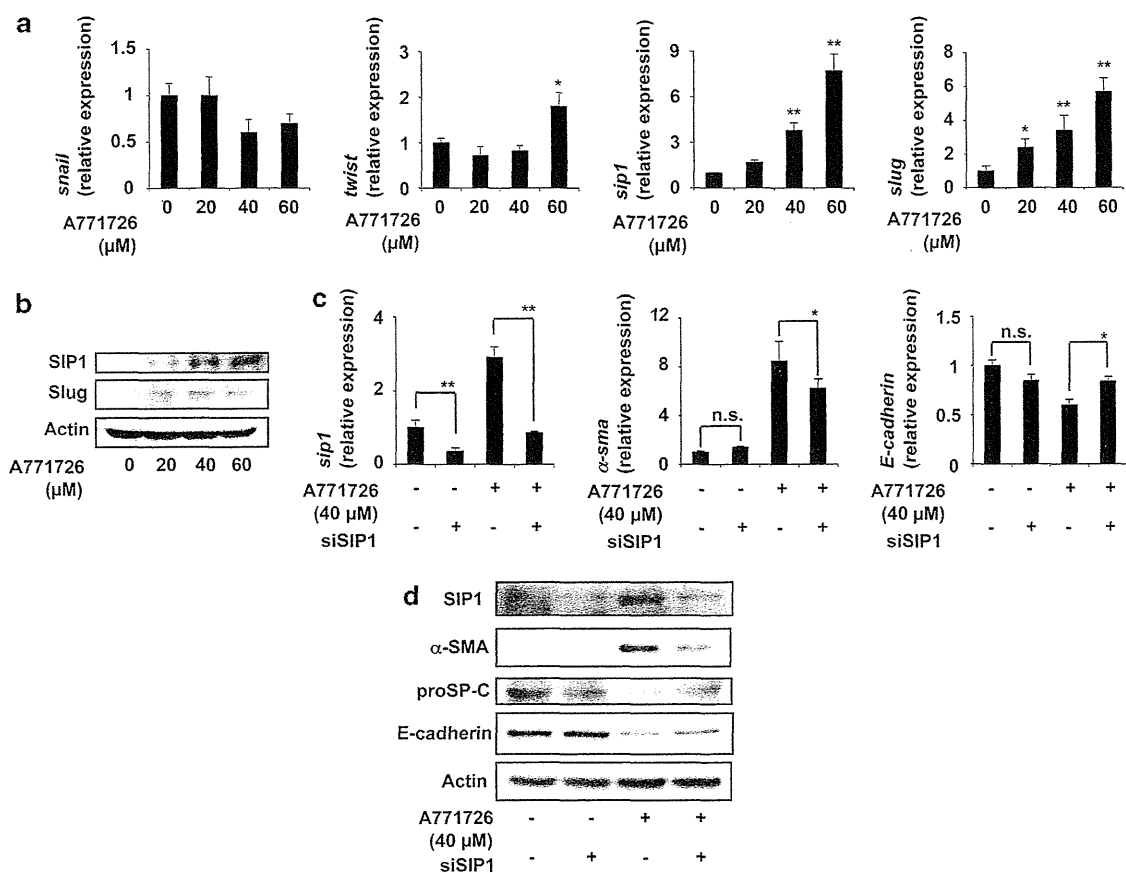 a
snail
(relative expression)
1.5
1
0.5
0
0 20 40 60
A771726
(µM)
twist
(relative expression)
3
2
1
0
*
0 20 40 60
A771726
(µM)
sip1
(relative expression)
9
6
3
0
** **
0 20 40 60
A771726
(µM)
slug
(relative expression)
8
6
4
2
0
* ** **
0 20 40 60
A771726
(µM)
b
SIP1
Slug
Actin
A771726
(µM)
0 20 40 60
c
sip1
(relative expression)
4
2
0
** **
A771726
(40 µM)
- - + +
siSIP1
- + - +
α-sma
(relative expression)
12
8
4
0
n.s. *
A771726
(40 µM)
- - + +
siSIP1
- + - +
E-cadherin
(relative expression)
1.5
1
0.5
0
n.s. *
A771726
(40 µM)
- - + +
siSIP1
- + - +
d
SIP1
α-SMA
proSP-C
E-cadherin
Actin
A771726
(40 µM)
- - + +
siSIP1
- + - +